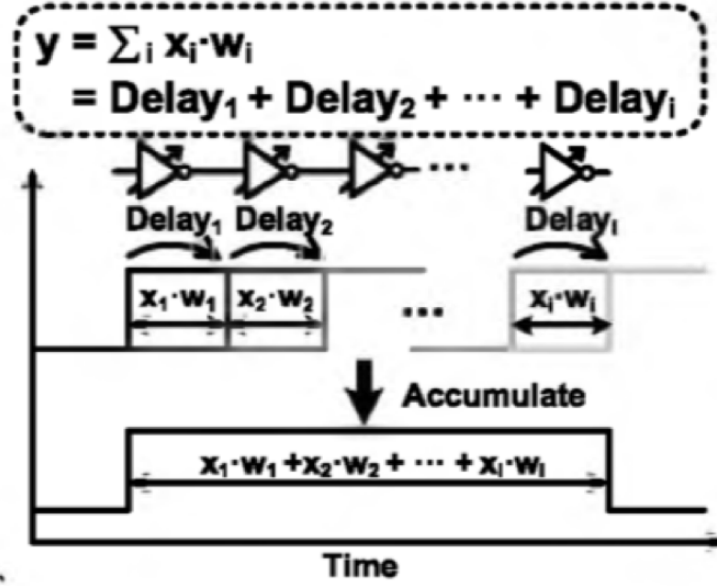 y = ∑ᵢ xᵢ·wᵢ
= Delay₁ + Delay₂ + ··· + Delayᵢ
...
Delay₁ Delay₂ Delayᵢ
x₁·w₁ x₂·w₂ ... xᵢ·wᵢ
Accumulate
x₁·w₁ +x₂·w₂ + ··· + xᵢ·wᵢ
Time